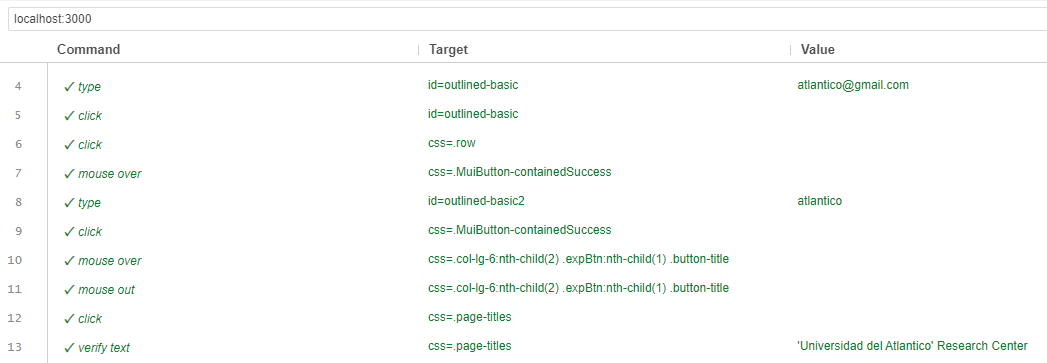 localhost:3000
Command Target Value
4 ✓ type id=outlined-basic atlantico@gmail.com
5 ✓ click id=outlined-basic
6 ✓ click css=.row
7 ✓ mouse over css=.MuiButton-containedSuccess
8 ✓ type id=outlined-basic2 atlantico
9 ✓ click css=.MuiButton-containedSuccess
10 ✓ mouse over css=.col-lg-6:nth-child(2) .expBtn:nth-child(1) .button-title
11 ✓ mouse out css=.col-lg-6:nth-child(2) .expBtn:nth-child(1) .button-title
12 ✓ click css=.page-titles
13 ✓ verify text css=.page-titles 'Universidad del Atlantico' Research Center